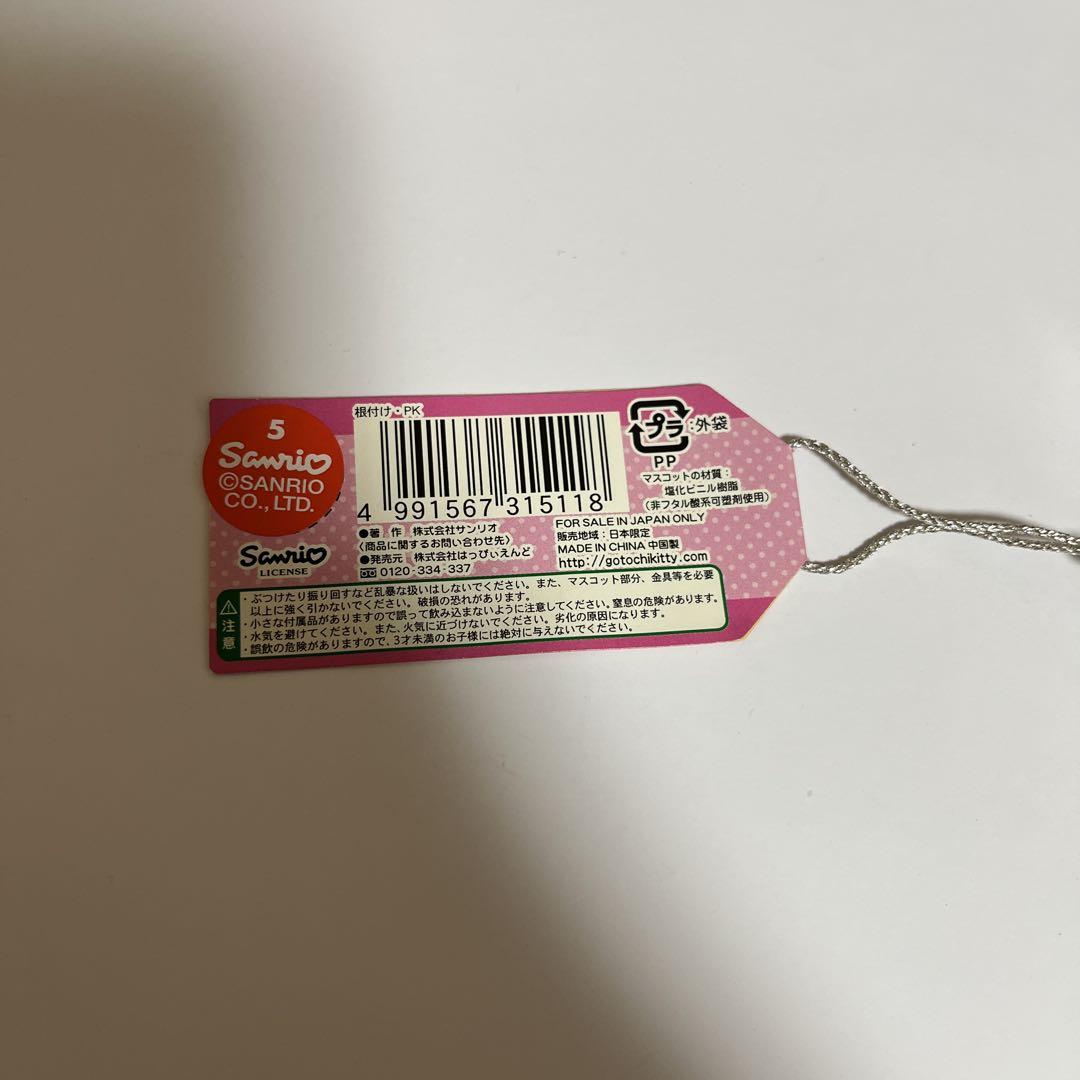 5
Sanrio
©SANRIO
CO., LTD.
Sanrio
LICENSE
根付け・PK
4 991567 315118
●著 作 株式会社サンリオ
〈商品に関するお問い合わせ先〉
●発売元 株式会社はっぴぃえんど
0120-334-337
プラ:外袋
PP
マスコットの材質:
塩化ビニル樹脂
(非フタル酸系可塑剤使用)
FOR SALE IN JAPAN ONLY
販売地域:日本限定
MADE IN CHINA 中国製
http://gotochikitty.com
注意
・ぶつけたり振り回すなど乱暴な扱いはしないでください。また、マスコット部分、金具等を必要
以上に強く引かないでください。破損の恐れがあります。
・小さな付属品がありますので誤って飲み込まないように注意してください。窒息の危険があります。
・水気を避けてください。また、火気に近づけないでください。劣化の原因になります。
・誤飲の危険がありますので、3才未満のお子様には絶対に与えないでください。